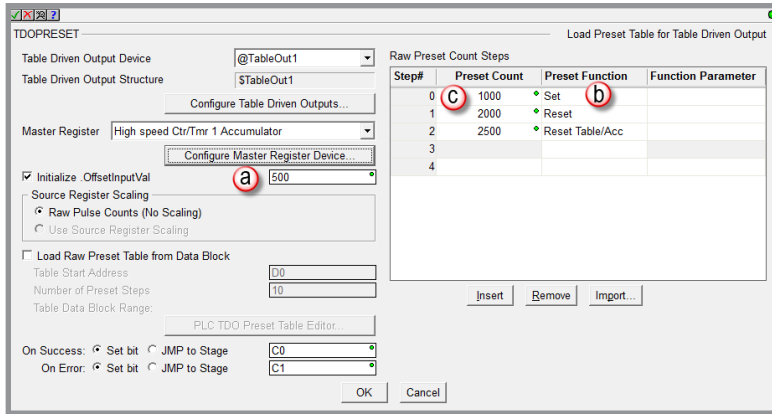 TDOPRESET
Load Preset Table for Table Driven Output
Table Driven Output Device @TableOut1
Table Driven Output Structure $TableOut1
Configure Table Driven Outputs...
Master Register High speed Ctr/Tmr 1 Accumulator
Configure Master Register Device...
Initialize .OffsetInputVal a 500
Source Register Scaling
Raw Pulse Counts (No Scaling)
Use Source Register Scaling
Load Raw Preset Table from Data Block
Table Start Address D0
Number of Preset Steps 10
Table Data Block Range:
PLC TDO Preset Table Editor...
On Success: Set bit JMP to Stage C0
On Error: Set bit JMP to Stage C1
Raw Preset Count Steps
Step# Preset Count Preset Function Function Parameter
0 c 1000 Set b
1 2000 Reset
2 2500 Reset Table/Acc
3
4
Insert Remove Import...
OK Cancel